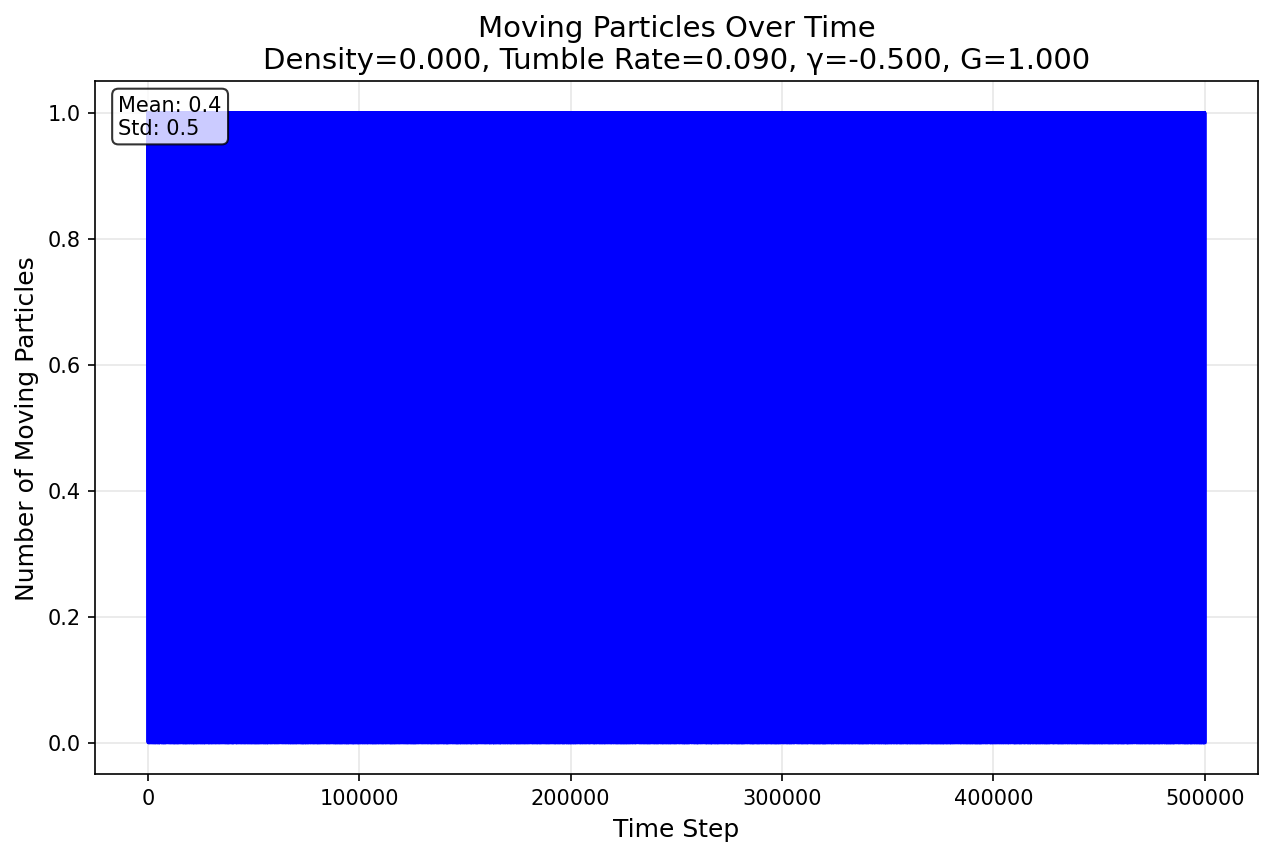 Moving Particles Over Time
Density=0.000, Tumble Rate=0.090, γ=-0.500, G=1.000
Mean: 0.4
Std: 0.5
Number of Moving Particles
1.0
0.8
0.6
0.4
0.2
0.0
0 100000 200000 300000 400000 500000
Time Step